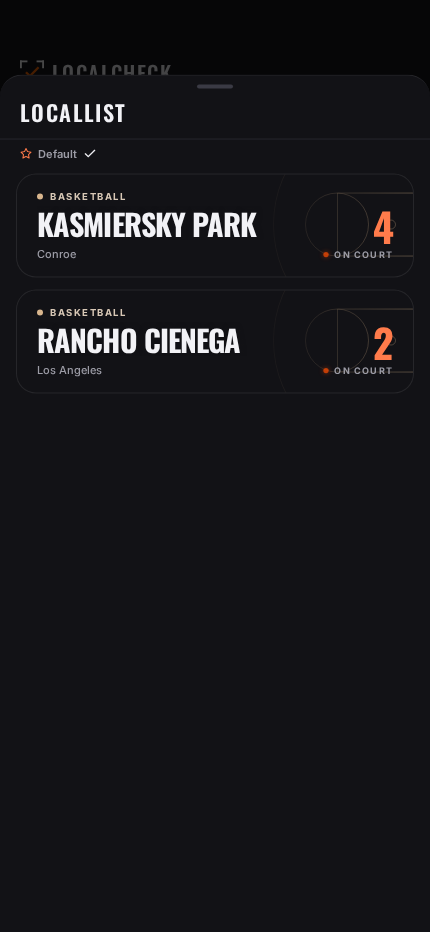 LOCALCHECK
LOCALLIST
Default
BASKETBALL
KASMIERSKY PARK
Conroe
4
ON COURT
BASKETBALL
RANCHO CIENEGA
Los Angeles
2
ON COURT